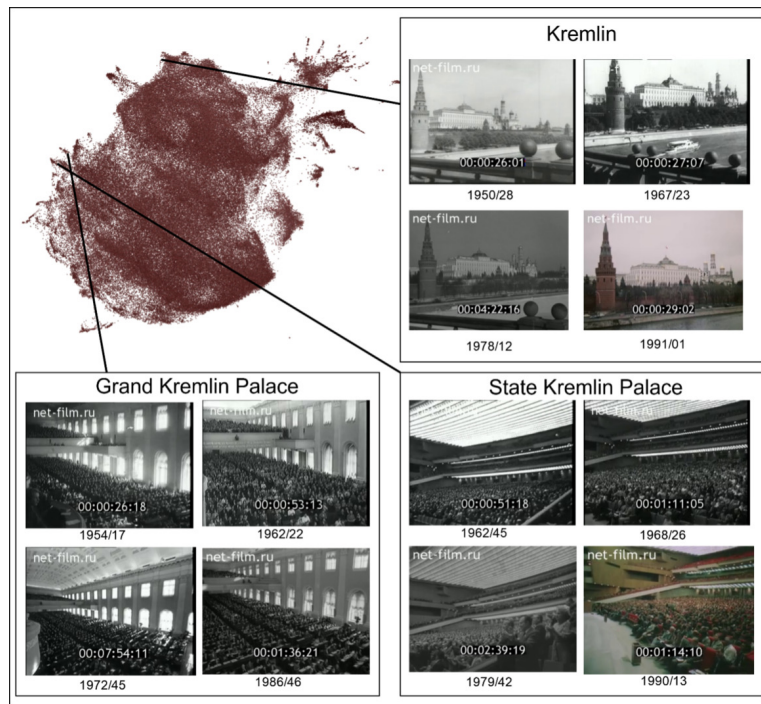 Kremlin
net-film.ru
00:00:26:01
00:00:27:07
1950/28
1967/23
net-film.ru
net-film.ru
00:04:22:16
00:00:29:02
1978/12
1991/01
Grand Kremlin Palace
net-film.ru
net-film.ru
00:00:26:18
00:00:53:13
1954/17
1962/22
net-film.ru
net-film.ru
00:07:54:11
00:01:36:21
1972/45
1986/46
State Kremlin Palace
net-film.ru
net-film.ru
00:00:51:18
00:01:11:05
1962/45
1968/26
net-film.ru
net-film.ru
00:02:39:19
00:01:14:10
1979/42
1990/13